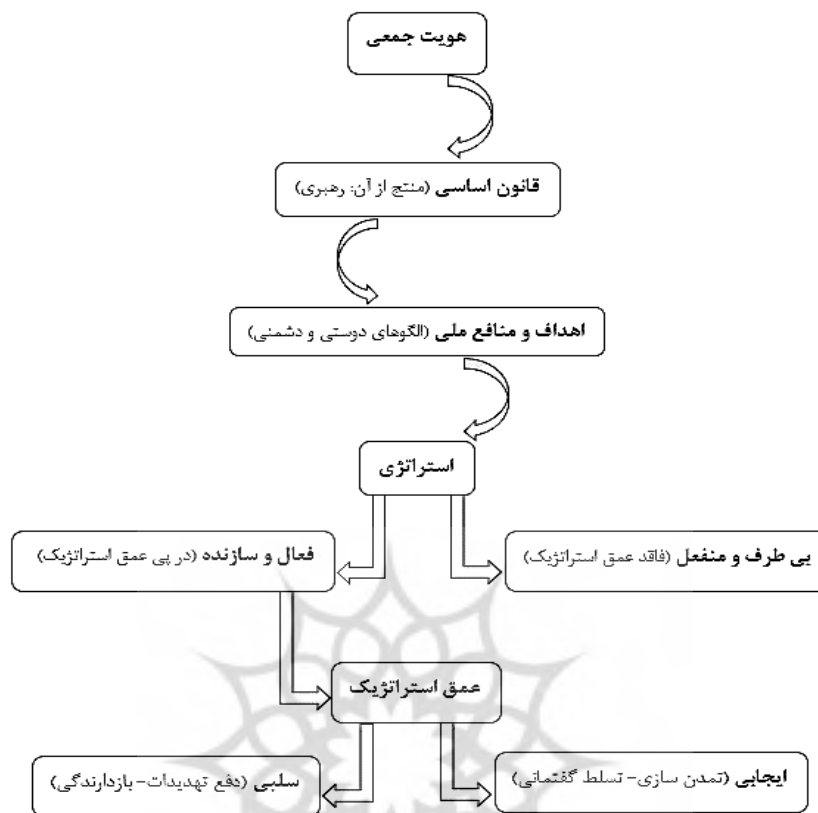 هویت جمعی
قانون اساسی (منتج از آن: رهبری)
اهداف و منافع ملی (الگوهای دوستی و دشمنی)
استراتژی
بی طرف و منفعل (فاقد عمق استراتژیک)
فعال و سازنده (در پی عمق استراتژیک)
عمق استراتژیک
ایجابی (تمدن سازی- تسلط گفتمانی)
سلبی (دفع تهدیدات- بازدارندگی)